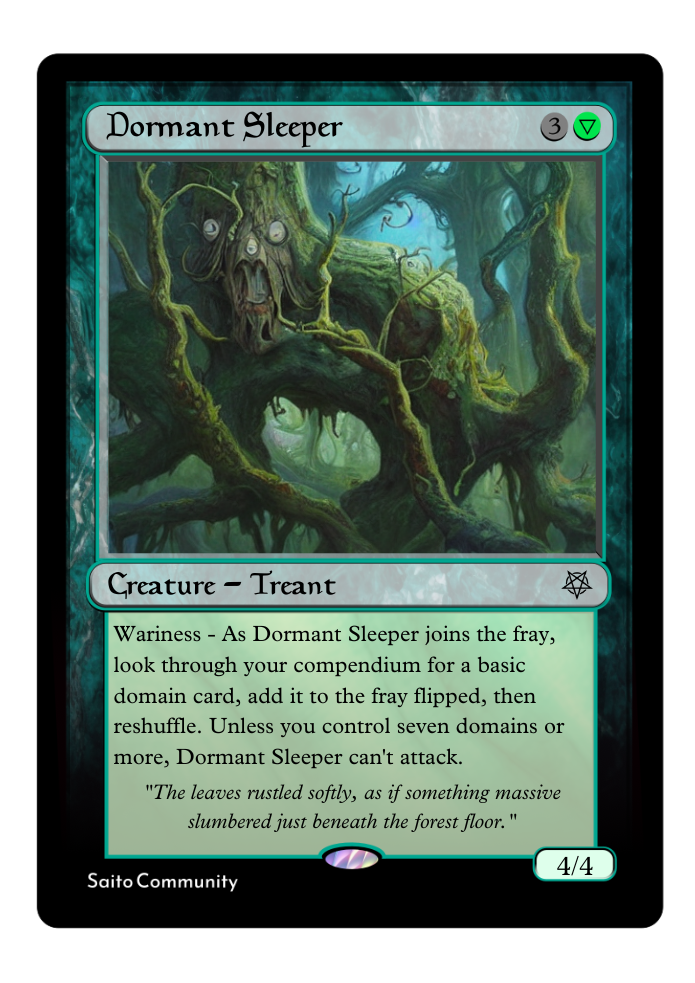 Dormant Sleeper 3
Creature – Treant
Wariness - As Dormant Sleeper joins the fray,
look through your compendium for a basic
domain card, add it to the fray flipped, then
reshuffle. Unless you control seven domains or
more, Dormant Sleeper can't attack.
"The leaves rustled softly, as if something massive
slumbered just beneath the forest floor."
4/4
Saito Community